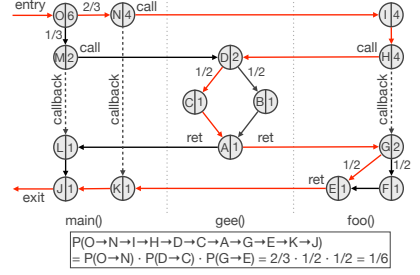 entry
O 6
2/3
N 4
call
I 4
1/3
M 2
call
D 2
call
H 4
1/2
1/2
callback
callback
C 1
B 1
L 1
ret
A 1
ret
G 2
1/2
1/2
J 1
K 1
ret
E 1
F 1
exit
main()
gee()
foo()
P(O→N→I→H→D→C→A→G→E→K→J)
= P(O→N) · P(D→C) · P(G→E) = 2/3 · 1/2 · 1/2 = 1/6